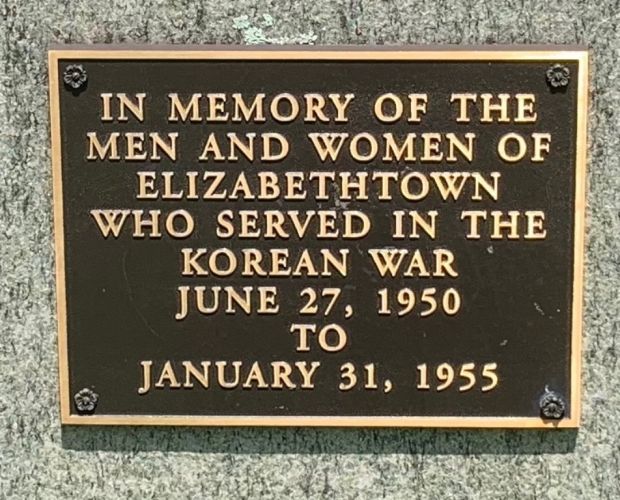 IN MEMORY OF THE
MEN AND WOMEN OF
ELIZABETHTOWN
WHO SERVED IN THE
KOREAN WAR
JUNE 27, 1950
TO
JANUARY 31, 1955